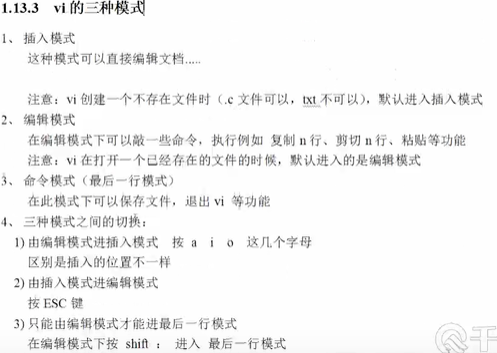 1.13.3 vi 的三种模式
1、 插入模式
这种模式可以直接编辑文档.....
注意：vi 创建一个不存在文件时（.c 文件可以，txt 不可以），默认进入插入模式
2、 编辑模式
在编辑模式下可以敲一些命令，执行例如 复制 n 行、剪切 n 行、粘贴等功能
注意：vi 在打开一个已经存在的文件的时候，默认进入的是编辑模式
3、 命令模式（最后一行模式）
在此模式下可以保存文件，退出 vi 等功能
4、 三种模式之间的切换：
1) 由编辑模式进插入模式 按 a i o 这几个字母
区别是插入的位置不一样
2) 由插入模式进编辑模式
按 ESC 键
3) 只能由编辑模式才能进最后一行模式
在编辑模式下按 shift ： 进入 最后一行模式
千